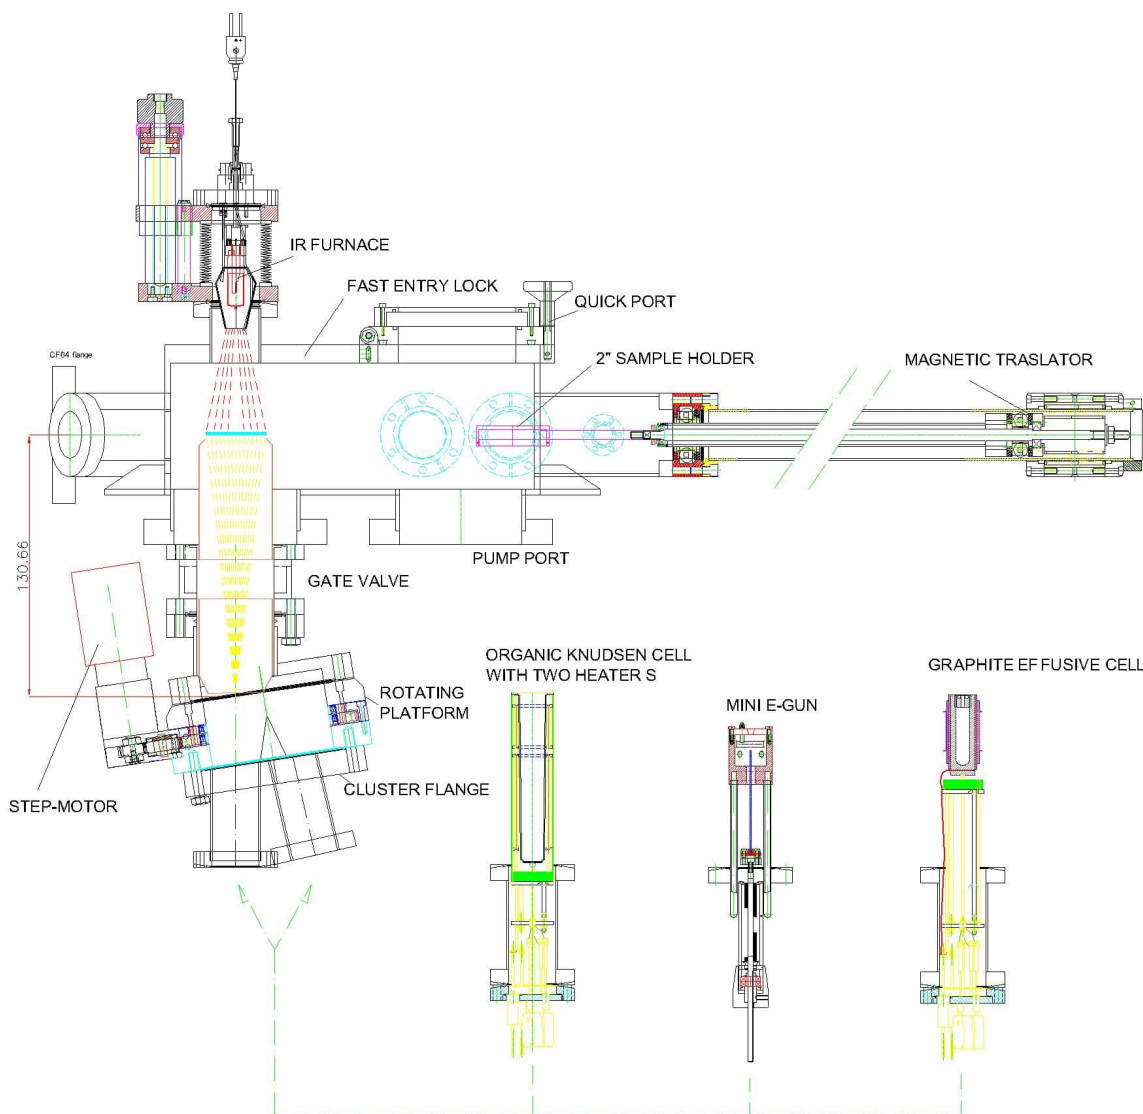 IR FURNACE
FAST ENTRY LOCK
QUICK PORT
CF64 flange
2" SAMPLE HOLDER
MAGNETIC TRASLATOR
130.66
PUMP PORT
GATE VALVE
ORGANIC KNUDSEN CELL
WITH TWO HEATER S
GRAPHITE EF FUSIVE CELL
ROTATING
PLATFORM
MINI E-GUN
CLUSTER FLANGE
STEP-MOTOR